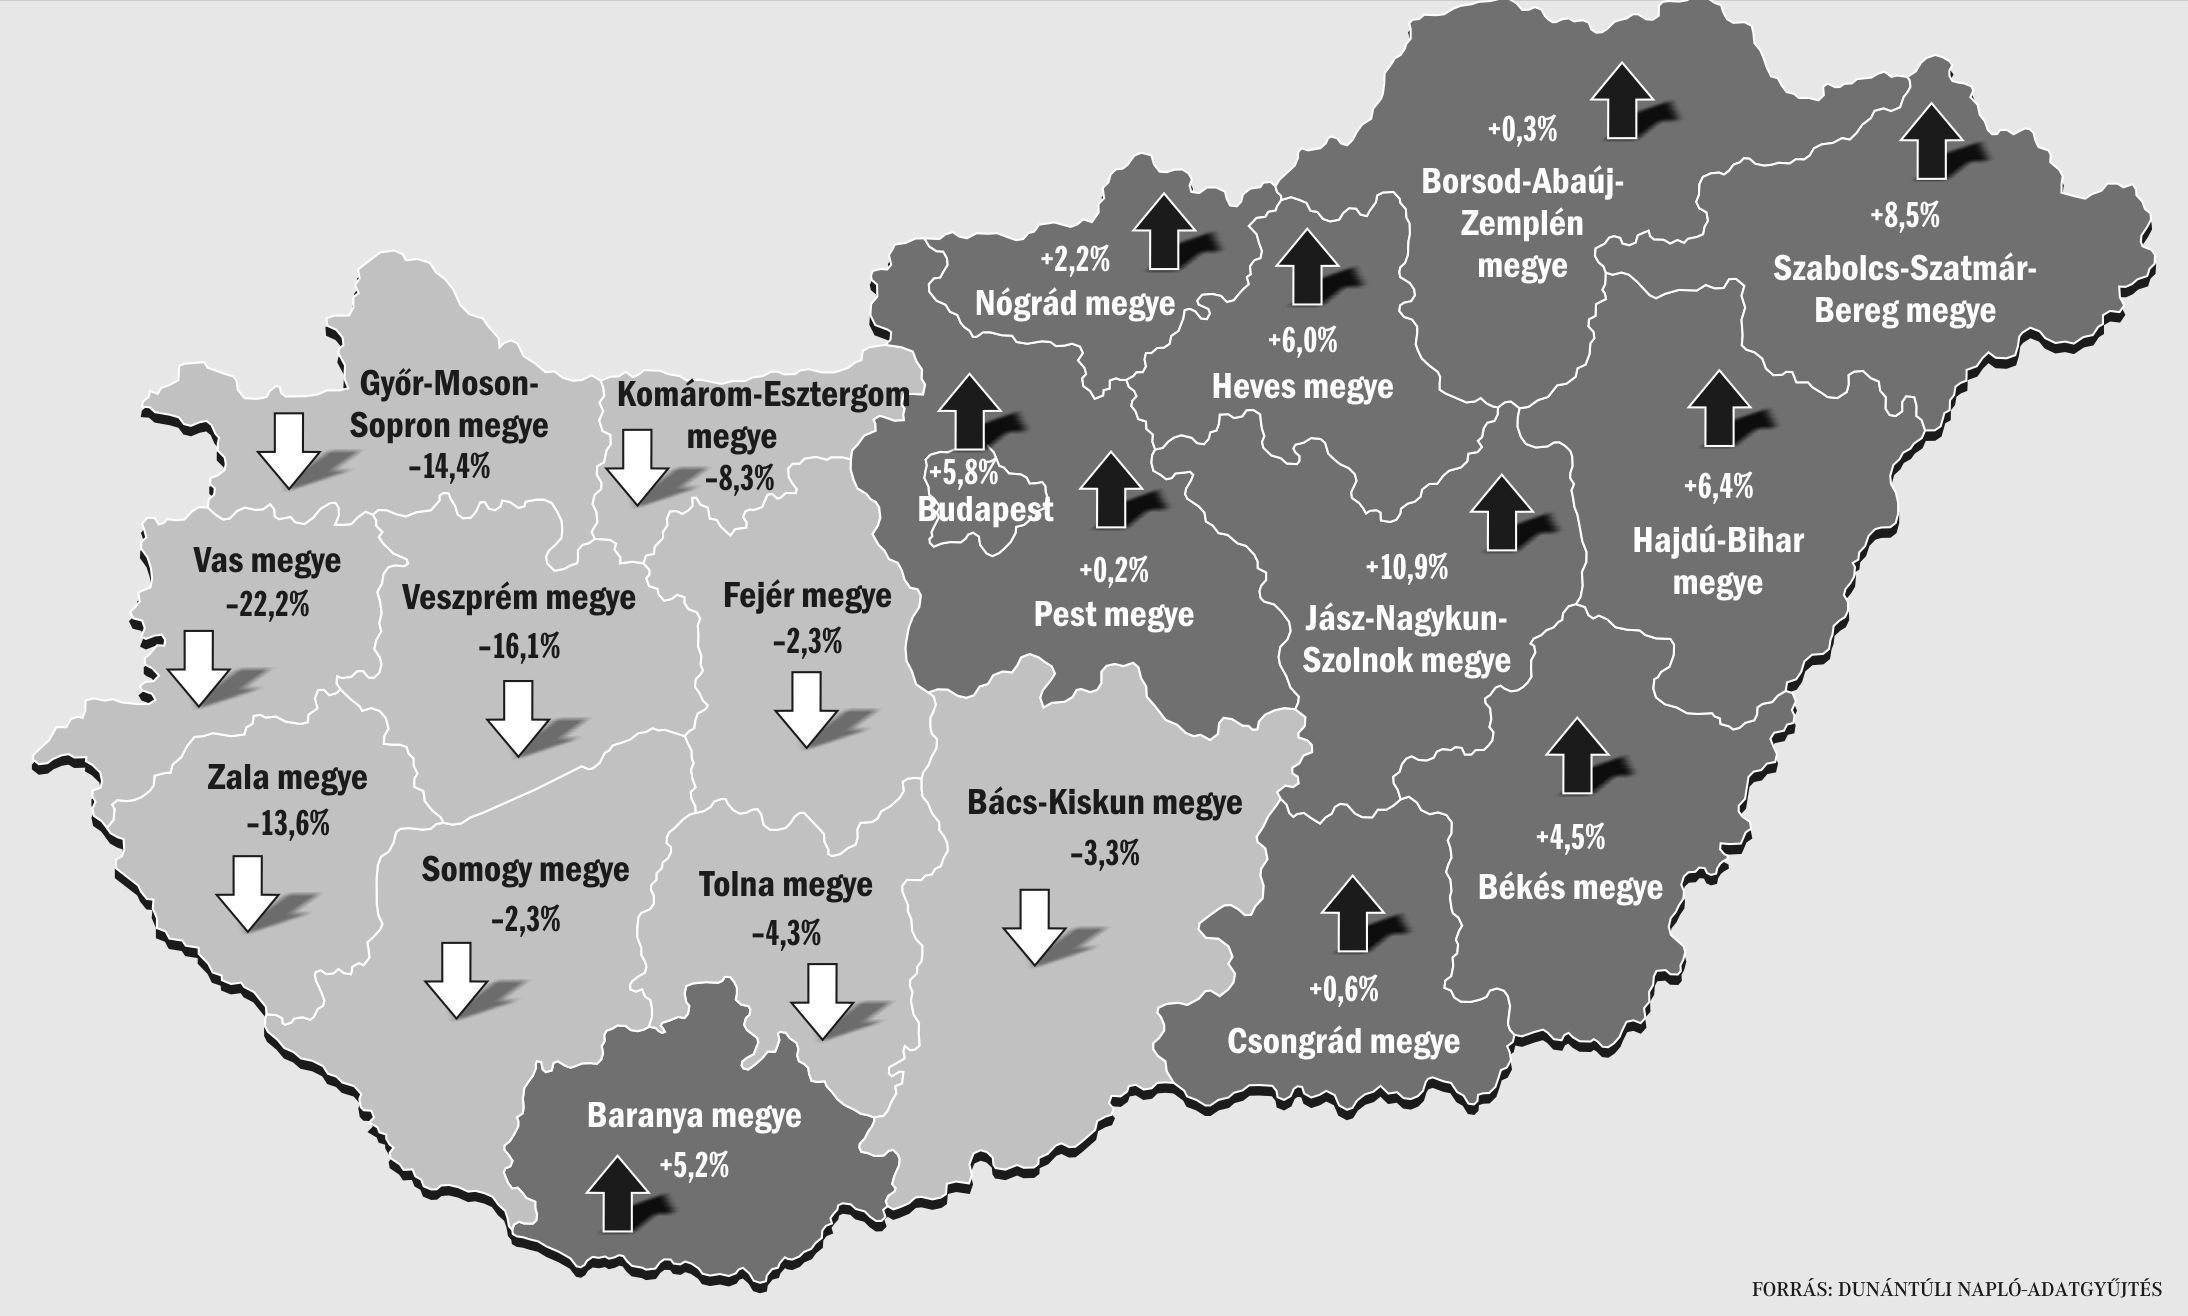 +0,3%
Borsod-Abaúj-
Zemplén
megye
+8,5%
Szabolcs-Szatmár-
Bereg megye
+2,2%
Nógrád megye
+6,0%
Heves megye
Győr-Moson-
Sopron megye
–14,4%
Komárom-Esztergom
megye
–8,3%
+5,8%
Budapest
+0,2%
Pest megye
+10,9%
Jász-Nagykun-
Szolnok megye
+6,4%
Hajdú-Bihar
megye
Vas megye
–22,2%
Veszprém megye
–16,1%
Fejér megye
–2,3%
Zala megye
–13,6%
Somogy megye
–2,3%
Tolna megye
–4,3%
Bács-Kiskun megye
–3,3%
+4,5%
Békés megye
+0,6%
Csongrád megye
Baranya megye
+5,2%
FORRÁS: DUNÁNTÚLI NAPLÓ-ADATGYŰJTÉS